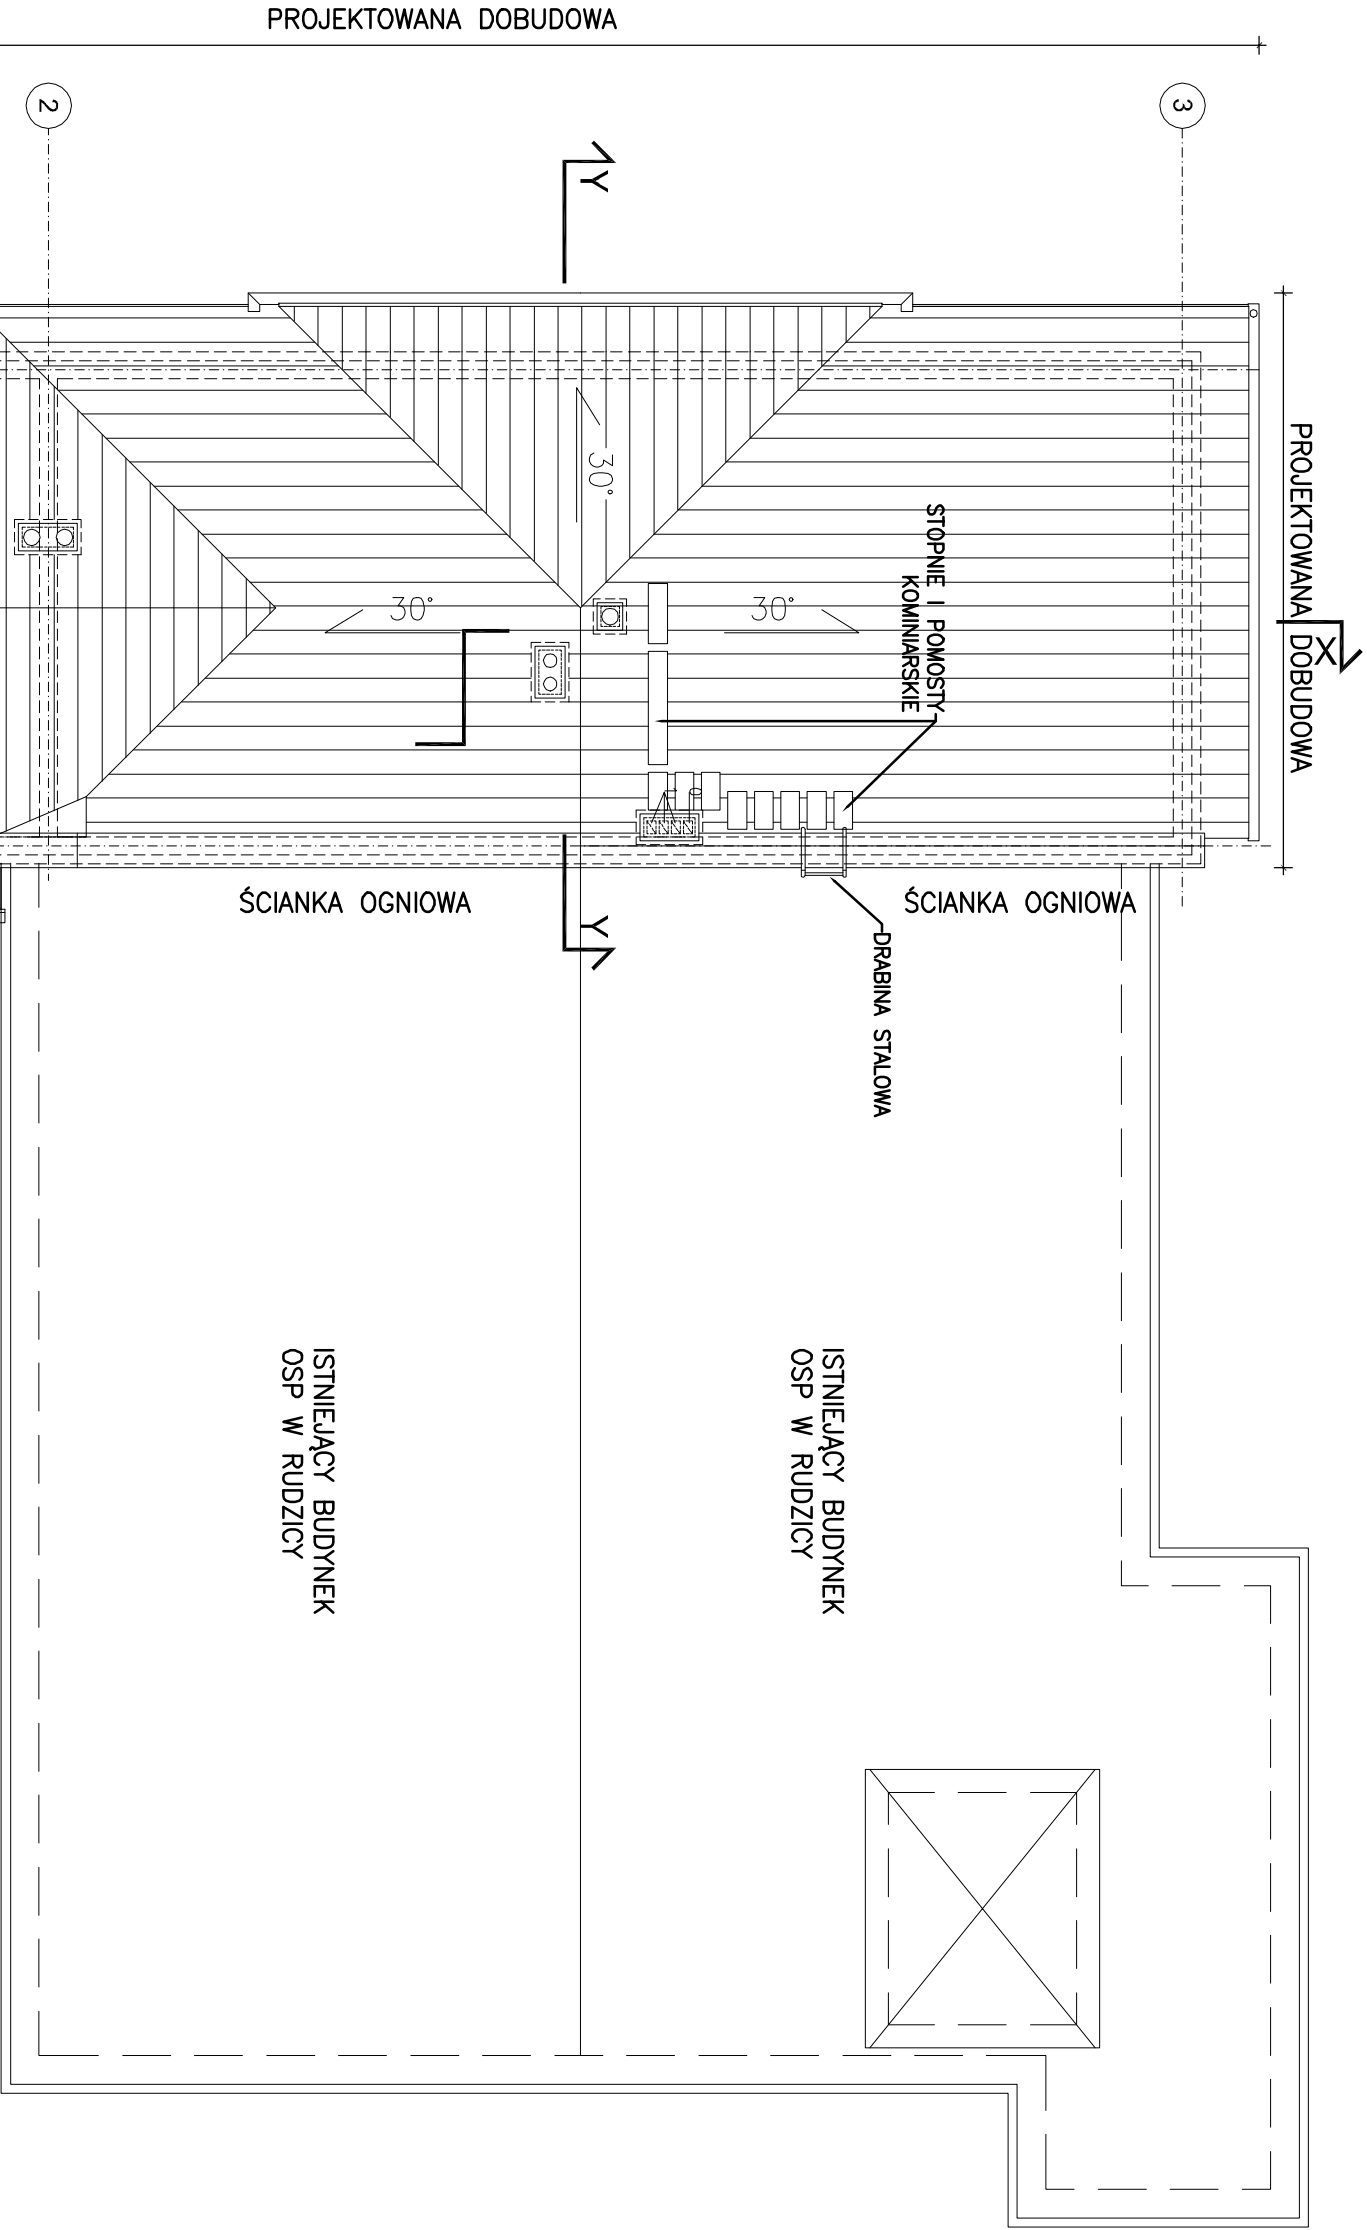 PROJEKTOWANA DOBUDOWA
2
3
Y
PROJEKTOWANA DOBUDOWA
X
30°
STOPNIE I POMOSTY
KOMINIARSKIE
30°
30°
ŚCIANKA OGNIOWA
ŚCIANKA OGNIOWA
Y
DRABINA STALOWA
ISTNIEJĄCY BUDYNEK
OSP W RUDZICY
ISTNIEJĄCY BUDYNEK
OSP W RUDZICY